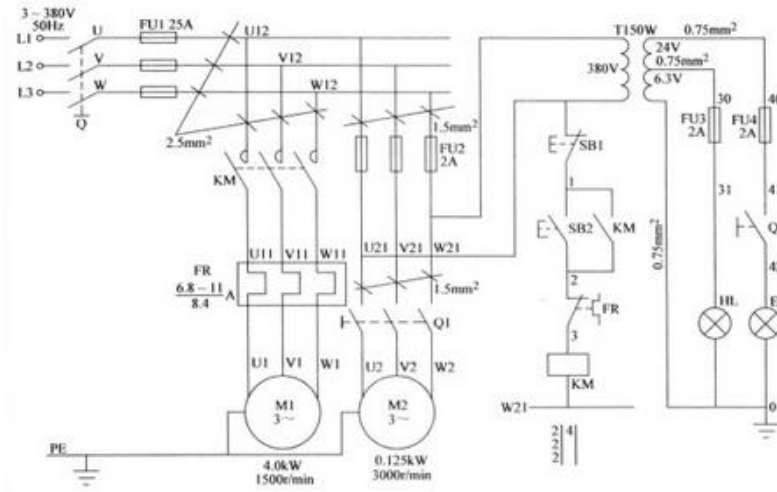 3~380V
50Hz
L1
U
FU1 25A
U12
L2
V
V12
L3
W
W12
Q
2.5mm²
KM
1.5mm²
FU2
2A
U21
V21
W21
1.5mm²
U11
V11
W11
FR
6.8-11
8.4
A
Q1
U1
V1
W1
U2
V2
W2
M1
3~
M2
3~
PE
4.0kW
1500r/min
0.125kW
3000r/min
T150W
380V
24V
6.3V
0.75mm²
0.75mm²
0.75mm²
SB1
1
SB2
KM
2
FR
3
KM
W21
2
2
2
4
30
FU3
2A
31
HL
FU4
2A
0